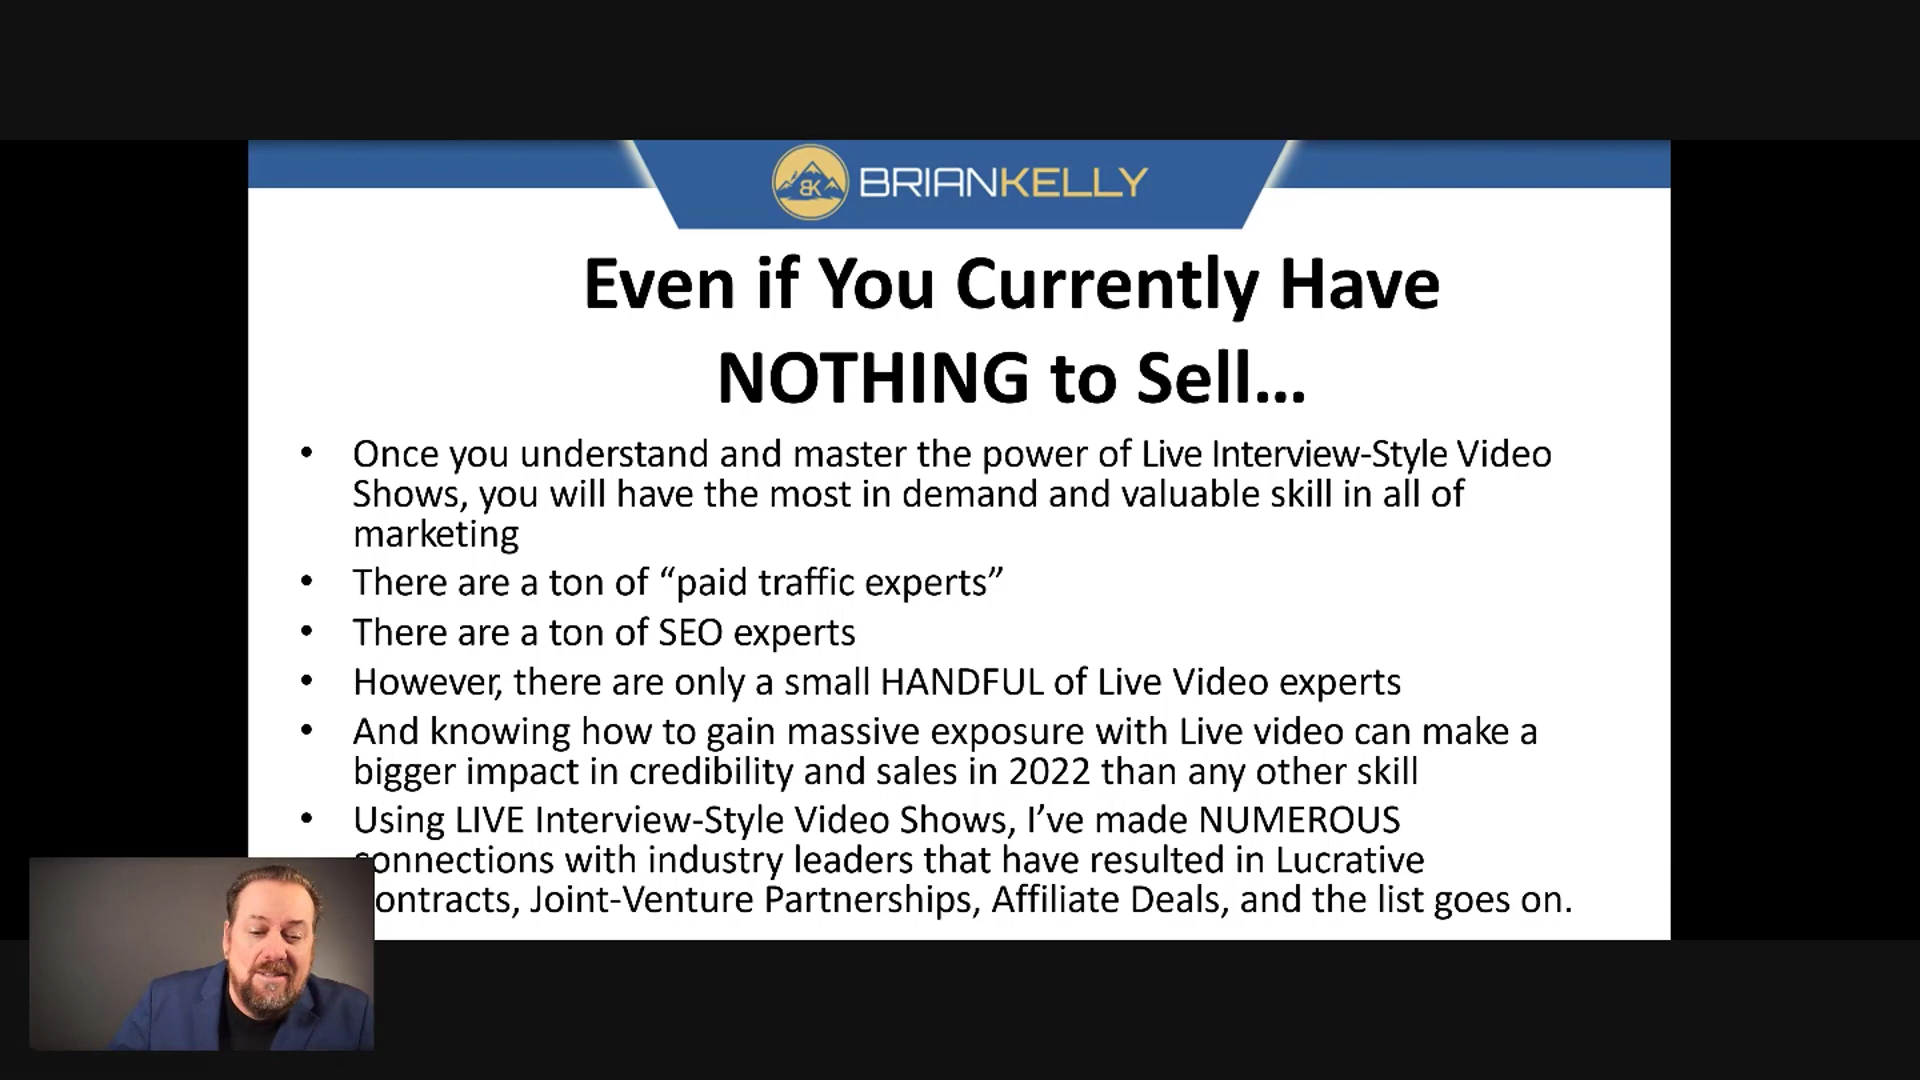 BK BRIANKELLY
Even if You Currently Have
NOTHING to Sell...
• Once you understand and master the power of Live Interview-Style Video
Shows, you will have the most in demand and valuable skill in all of
marketing
• There are a ton of “paid traffic experts”
• There are a ton of SEO experts
• However, there are only a small HANDFUL of Live Video experts
• And knowing how to gain massive exposure with Live video can make a
bigger impact in credibility and sales in 2022 than any other skill
• Using LIVE Interview-Style Video Shows, I’ve made NUMEROUS
connections with industry leaders that have resulted in Lucrative
ontracts, Joint-Venture Partnerships, Affiliate Deals, and the list goes on.